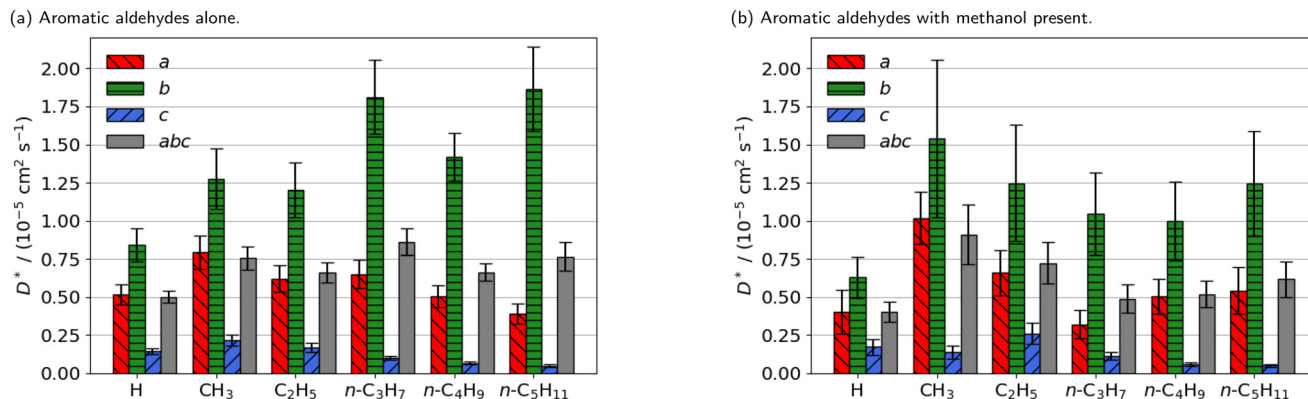 (a) Aromatic aldehydes alone.
D* / (10⁻⁵ cm² s⁻¹)
2.00
1.75
1.50
1.25
1.00
0.75
0.50
0.25
0.00
a
b
c
abc
H CH₃ C₂H₅ n-C₃H₇ n-C₄H₉ n-C₅H₁₁
(b) Aromatic aldehydes with methanol present.
D* / (10⁻⁵ cm² s⁻¹)
2.00
1.75
1.50
1.25
1.00
0.75
0.50
0.25
0.00
a
b
c
abc
H CH₃ C₂H₅ n-C₃H₇ n-C₄H₉ n-C₅H₁₁